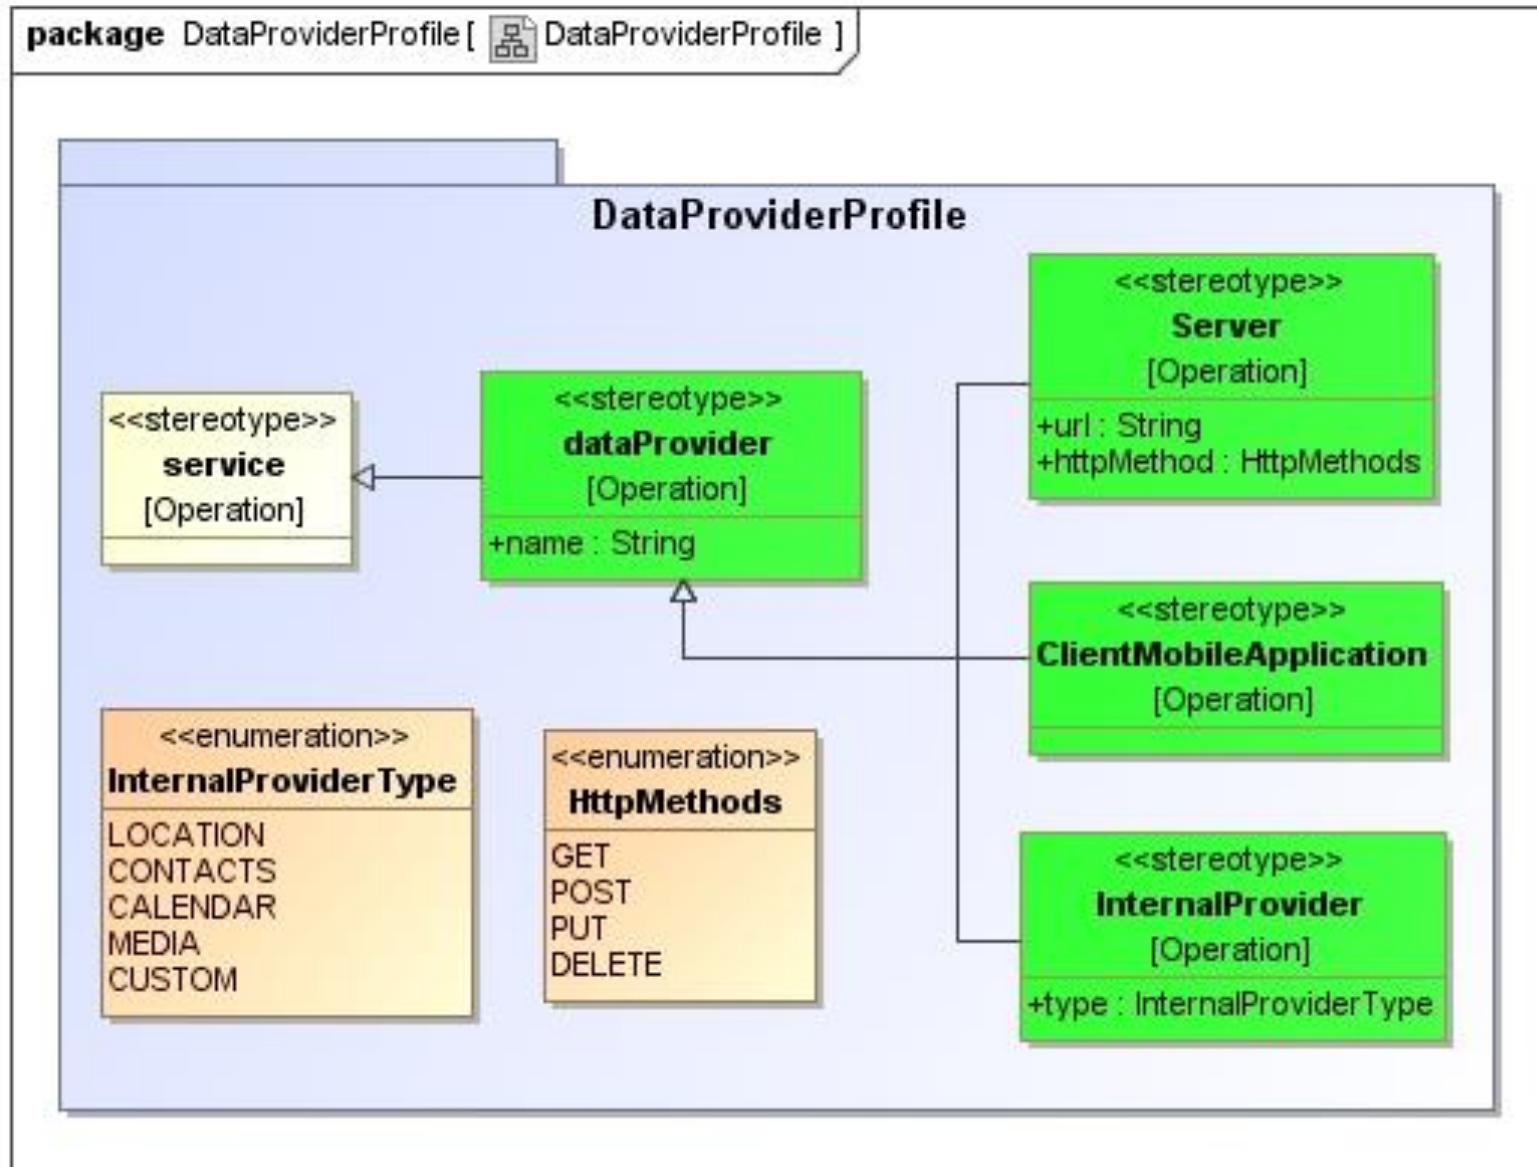 package DataProviderProfile [ DataProviderProfile ]
DataProviderProfile
<<stereotype>>
service
[Operation]
<<stereotype>>
dataProvider
[Operation]
+name : String
<<stereotype>>
Server
[Operation]
+url : String
+httpMethod : HttpMethods
<<stereotype>>
ClientMobileApplication
[Operation]
<<enumeration>>
InternalProviderType
LOCATION
CONTACTS
CALENDAR
MEDIA
CUSTOM
<<enumeration>>
HttpMethods
GET
POST
PUT
DELETE
<<stereotype>>
InternalProvider
[Operation]
+type : InternalProviderType